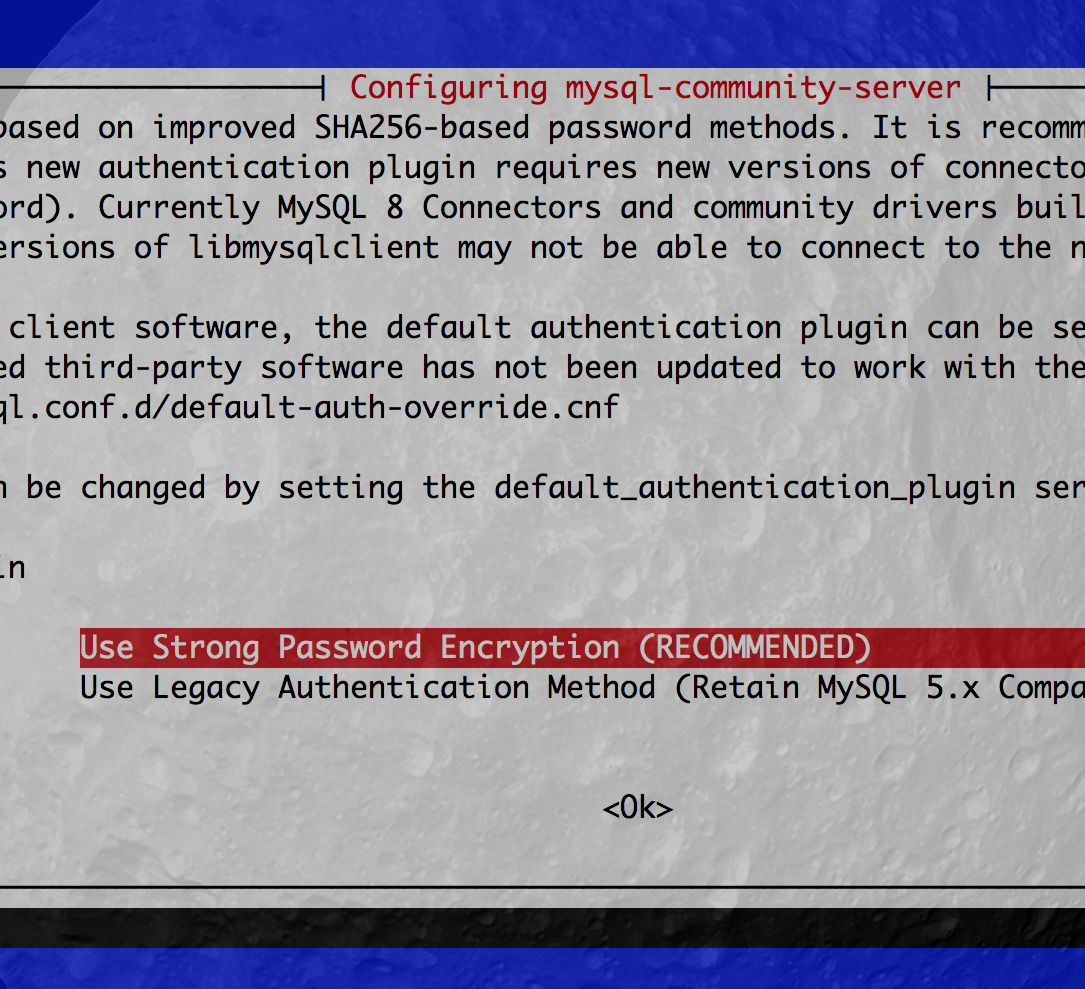 Configuring mysql-community-server
based on improved SHA256-based password methods. It is recomm
s new authentication plugin requires new versions of connecto
ord). Currently MySQL 8 Connectors and community drivers buil
ersions of libmysqlclient may not be able to connect to the n
client software, the default authentication plugin can be se
ed third-party software has not been updated to work with the
ql.conf.d/default-auth-override.cnf
n be changed by setting the default_authentication_plugin ser
in
Use Strong Password Encryption (RECOMMENDED)
Use Legacy Authentication Method (Retain MySQL 5.x Compa
<Ok>